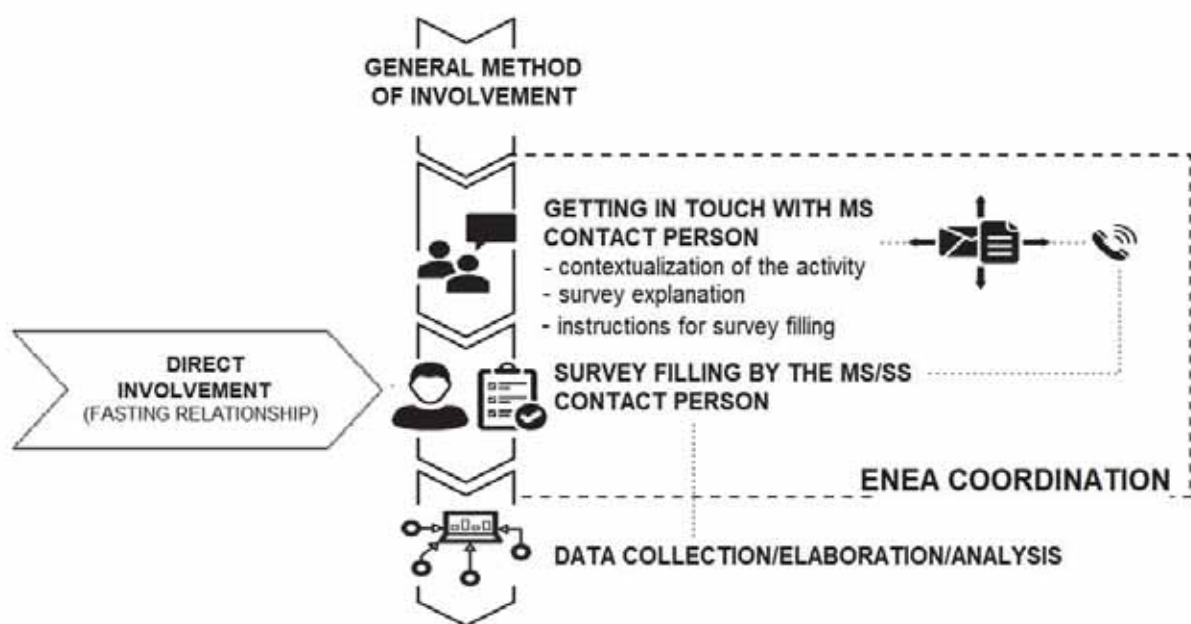 GENERAL METHOD
OF INVOLVEMENT
GETTING IN TOUCH WITH MS
CONTACT PERSON
- contextualization of the activity
- survey explanation
- instructions for survey filling
DIRECT
INVOLVEMENT
(FASTING RELATIONSHIP)
SURVEY FILLING BY THE MS/SS
CONTACT PERSON
ENEA COORDINATION
DATA COLLECTION/ELABORATION/ANALYSIS